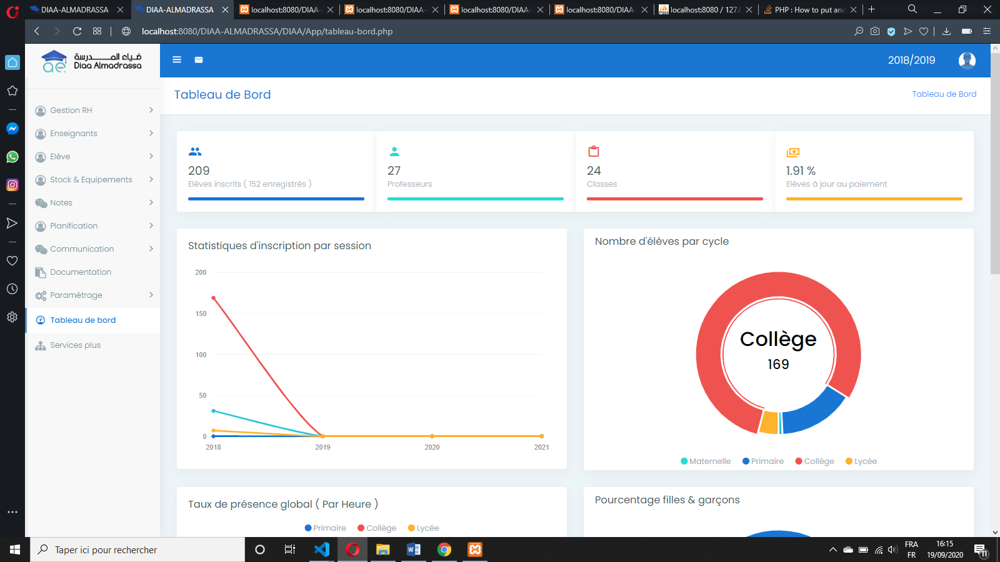 DIAA-ALMADRASSA
DIAA-ALMADRASSA
localhost:8080/DIAA-
localhost:8080/DIAA-
localhost:8080/DIAA-
localhost:8080/DIAA-
localhost:8080 / 127.
PHP : How to put and
localhost:8080/DIAA-ALMADRASSA/DIAA/App/tableau-bord.php
ضياء المـــدرسة
Diaa Almadrassa
2018/2019
Tableau de Bord
Tableau de Bord
Gestion RH
Enseignants
Elève
Stock & Equipements
Notes
Planification
Communication
Documentation
Paramétrage
Tableau de bord
Services plus
209
Elèves inscrits ( 152 enregistrés )
27
Professeurs
24
Classes
1.91 %
Elèves à jour au paiement
Statistiques d'inscription par session
200
150
100
50
0
2018 2019 2020 2021
Nombre d'élèves par cycle
Collège
169
Maternelle Primaire Collège Lycée
Taux de présence global ( Par Heure )
Primaire Collège Lycée
Pourcentage filles & garçons
Taper ici pour rechercher
FRA
FR
16:15
19/09/2020
11